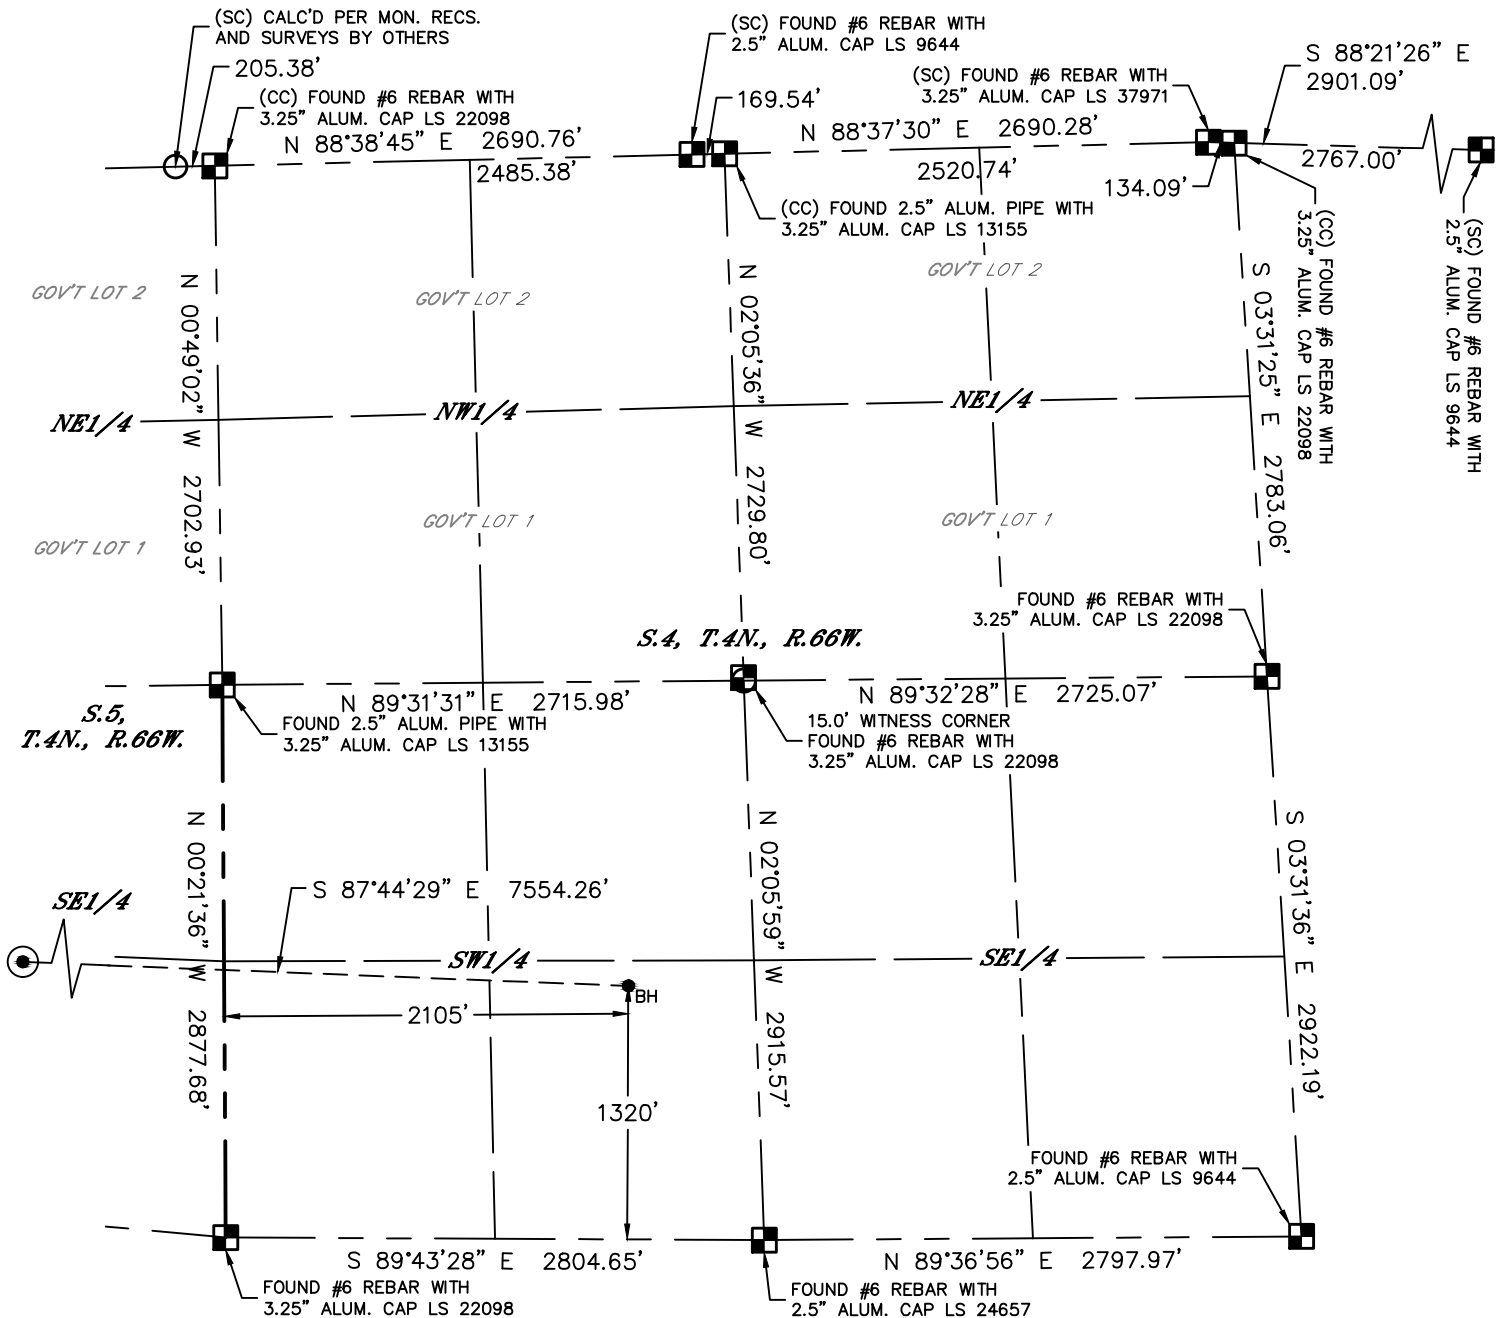 (SC) CALC'D PER MON. RECS.
AND SURVEYS BY OTHERS
205.38'
(CC) FOUND #6 REBAR WITH
3.25" ALUM. CAP LS 22098
N 88°38'45" E 2690.76'
2485.38'
(SC) FOUND #6 REBAR WITH
2.5" ALUM. CAP LS 9644
169.54'
(CC) FOUND 2.5" ALUM. PIPE WITH
3.25" ALUM. CAP LS 13155
N 88°37'30" E 2690.28'
2520.74'
(SC) FOUND #6 REBAR WITH
3.25" ALUM. CAP LS 37971
134.09'
S 88°21'26" E
2901.09'
2767.00'
(CC) FOUND #6 REBAR WITH
3.25" ALUM. CAP LS 22098
(SC) FOUND #6 REBAR WITH
2.5" ALUM. CAP LS 9644
GOV'T LOT 2
GOV'T LOT 2
GOV'T LOT 2
N 00°49'02" W 2702.93'
N 02°05'36" W 2729.80'
S 03°31'25" E 2783.06'
NE1/4
NW1/4
NE1/4
GOV'T LOT 1
GOV'T LOT 1
GOV'T LOT 1
FOUND #6 REBAR WITH
3.25" ALUM. CAP LS 22098
S.4, T.4N., R.66W.
N 89°31'31" E 2715.98'
N 89°32'28" E 2725.07'
S.5,
T.4N., R.66W.
FOUND 2.5" ALUM. PIPE WITH
3.25" ALUM. CAP LS 13155
15.0' WITNESS CORNER
FOUND #6 REBAR WITH
3.25" ALUM. CAP LS 22098
N 00°21'36" W 2877.68'
N 02°05'59" W 2915.57'
S 03°31'36" E 2922.19'
S 87°44'29" E 7554.26'
SE1/4
SW1/4
SE1/4
BH
2105'
1320'
FOUND #6 REBAR WITH
2.5" ALUM. CAP LS 9644
S 89°43'28" E 2804.65'
N 89°36'56" E 2797.97'
FOUND #6 REBAR WITH
3.25" ALUM. CAP LS 22098
FOUND #6 REBAR WITH
2.5" ALUM. CAP LS 24657